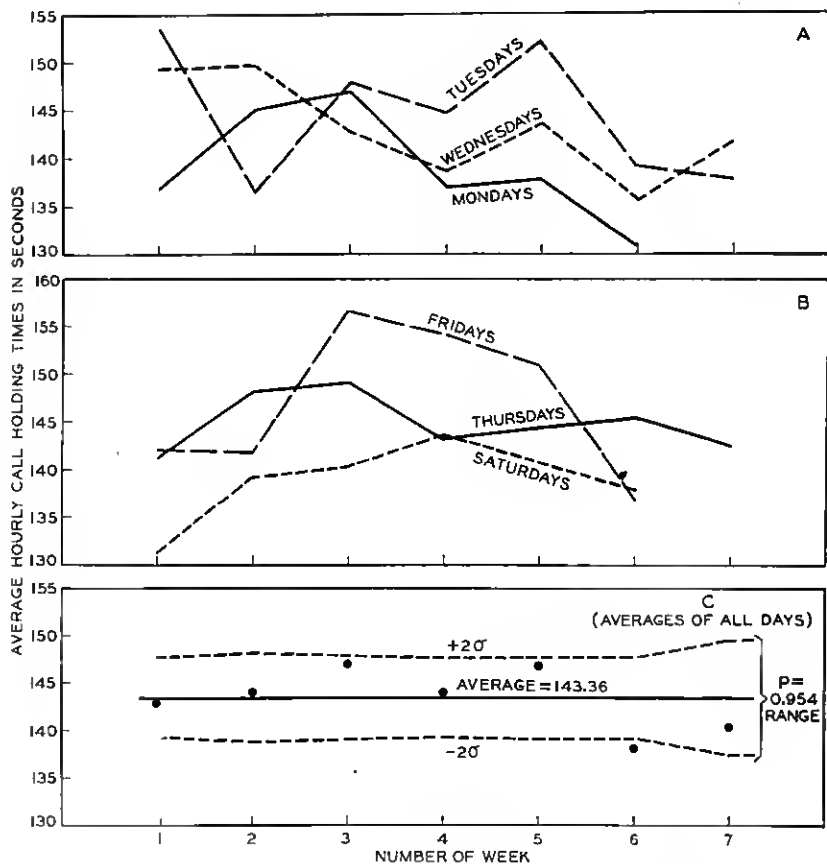 AVERAGE HOURLY CALL HOLDING TIMES IN SECONDS
155
150
145
140
135
130
A
TUESDAYS
WEDNESDAYS
MONDAYS
160
155
150
145
140
135
130
B
FRIDAYS
THURSDAYS
SATURDAYS
155
150
145
140
135
130
C
(AVERAGES OF ALL DAYS)
+2σ
AVERAGE = 143.36
-2σ
P=
0.954
RANGE
1 2 3 4 5 6 7
NUMBER OF WEEK